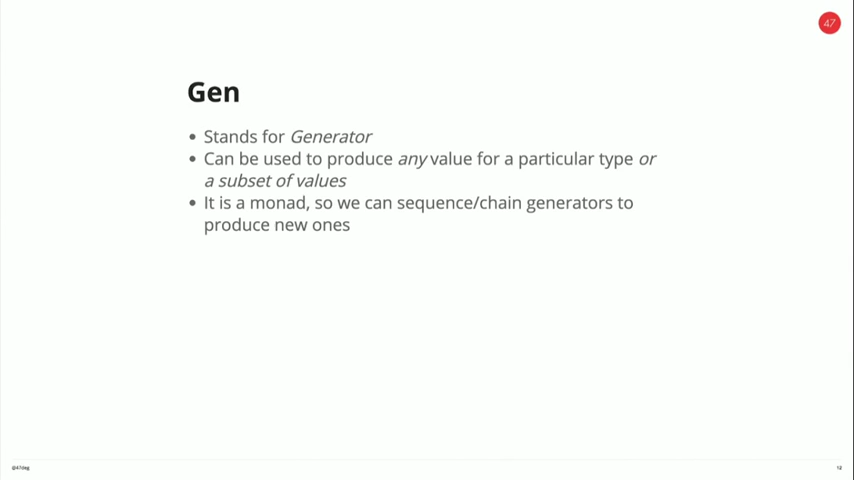 47
Gen
• Stands for Generator
• Can be used to produce any value for a particular type or
a subset of values
• It is a monad, so we can sequence/chain generators to
produce new ones
@47deg
12